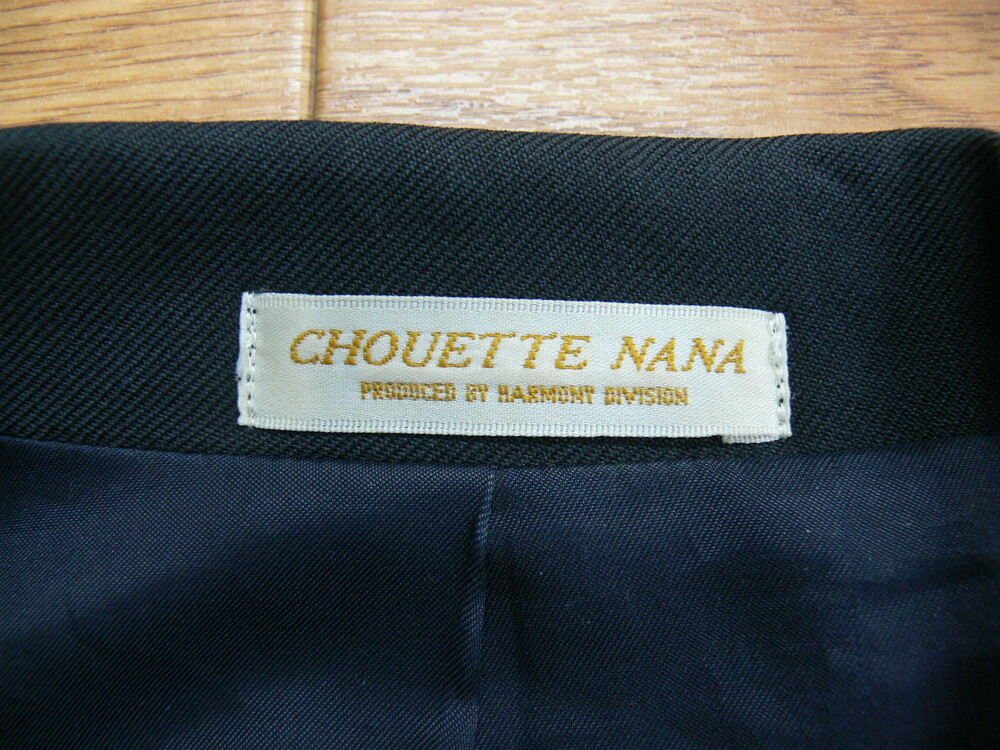 CHOUETTE NANA
PRODUCED BY HARMONY DIVISION